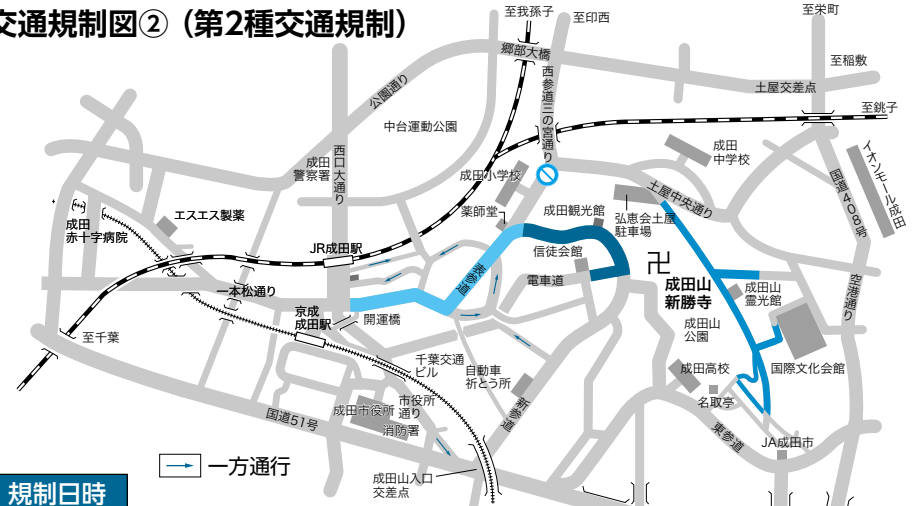 交通規制図② (第2種交通規制)
至我孫子
至印西
至栄町
郷部大橋
至稲敷
土屋交差点
公園通り
西参道三の宮通り
至銚子
中台運動公園
成田
中学校
イオンモール成田
西口大通り
成田
警察署
成田小学校
国道408号
土屋中央通り
薬師堂
成田観光館
弘恵会土屋
駐車場
エスエス製薬
成田
赤十字病院
JR成田駅
信徒会館
卍
表参道
電車道
成田山
新勝寺
成田山
霊光館
空港通り
一本松通り
京成
成田駅
開運橋
成田山
公園
至千葉
千葉交通
ビル
自動車
祈とう所
成田高校
国際文化会館
名取亭
市役所
通り
成田市役所
消防署
新参道
国道51号
東参道
JA成田市
一方通行
成田山入口
交差点
規制日時